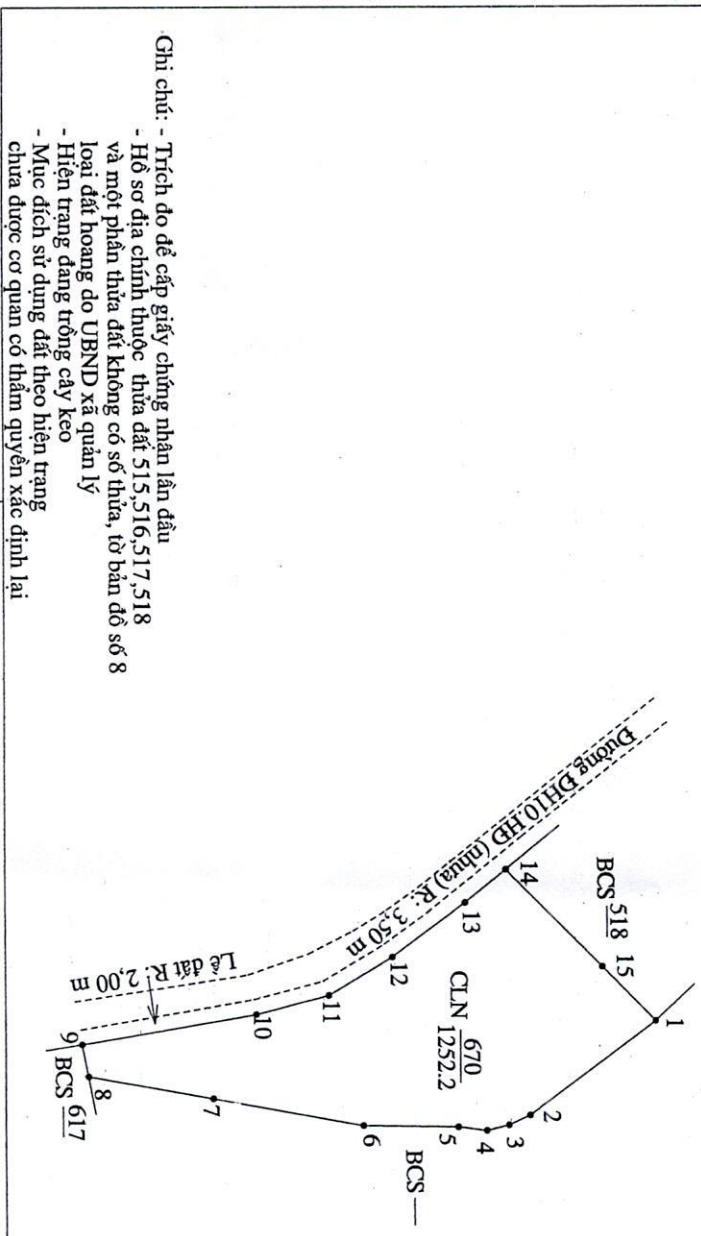 Ghi chú: - Trích đo để cấp giấy chứng nhận lần đầu
- Hồ sơ địa chính thuộc thửa đất 515,516,517,518
và một phần thửa đất không có số thửa, tờ bản đồ số 8
loại đất hoang do UBND xã quản lý
- Hiện trạng đang trồng cây keo
- Mục đích sử dụng đất theo hiện trạng
chưa được cơ quan có thẩm quyền xác định lại
Đường ĐH10.HĐ (nhựa) R: 3,50 m
Lề đất R: 2,00 m
BCS 518
CLN 670
1252.2
BCS
BCS 617
1
2
3
4
5
6
7
8
9
10
11
12
13
14
15